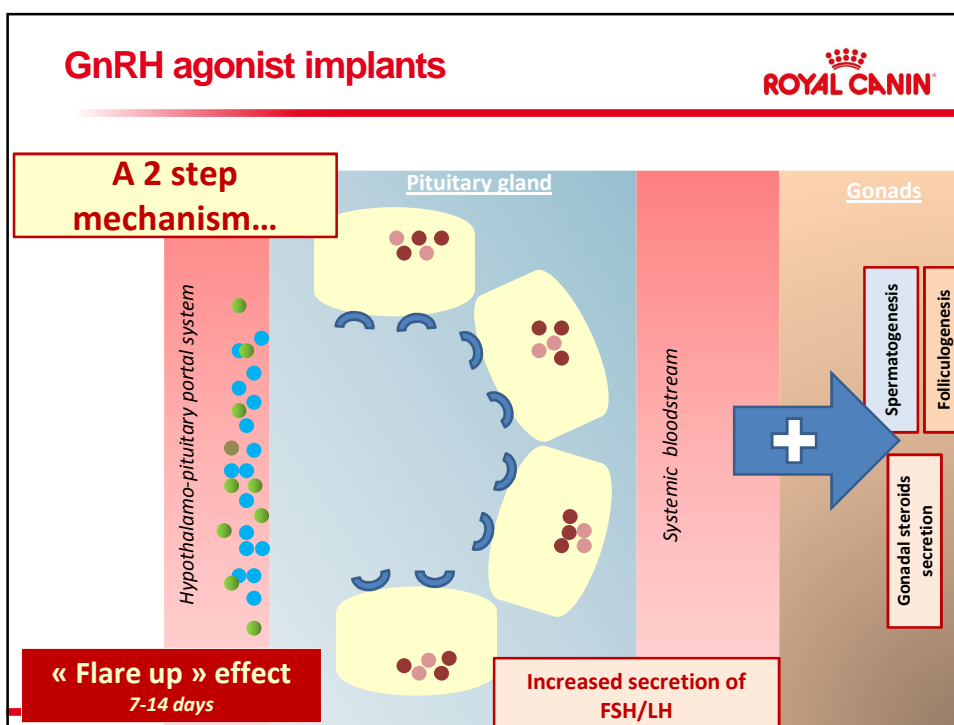 GnRH agonist implants
ROYAL CANIN
A 2 step
mechanism…
Pituitary gland
Gonads
Hypothalamo-pituitary portal system
Systemic bloodstream
Spermatogenesis
Folliculogenesis
Gonadal steroids
secretion
« Flare up » effect
7-14 days
Increased secretion of
FSH/LH